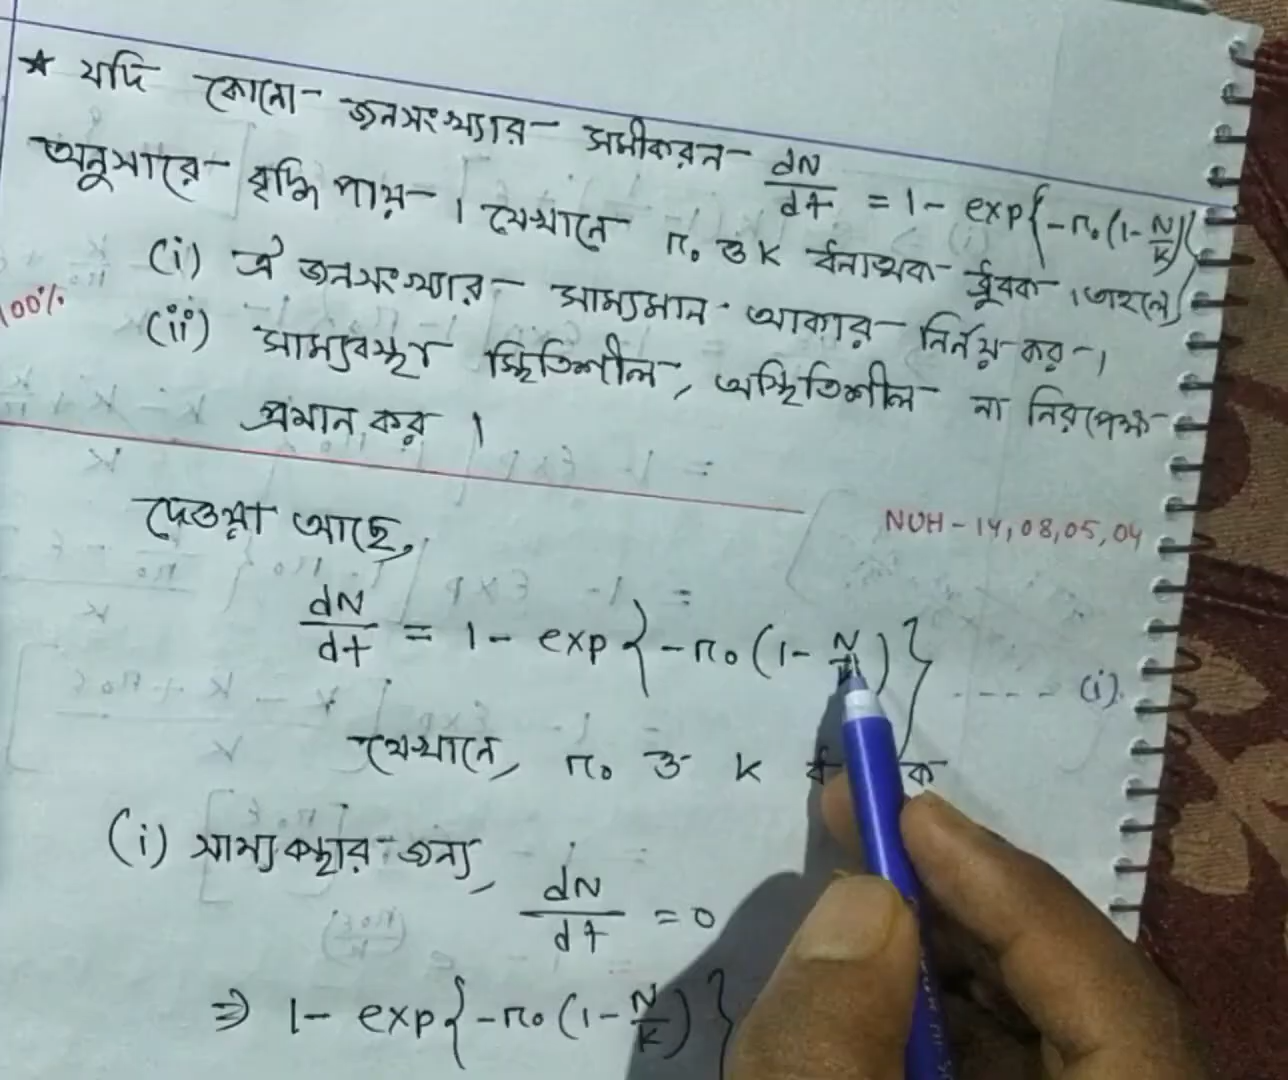 ★ যদি কোনো জনসংখ্যার সমীকরন dN/dt = 1 - exp{-r₀(1-N/K)}
অনুসারে বৃদ্ধি পায় । যেখানে r₀ ও K ধনাত্মক ধ্রুবক । তাহলে,
(i) ঐ জনসংখ্যার সাম্যমান আকার নির্নয় কর ।
100%
(ii) সাম্যবস্থা স্থিতিশীল, অস্থিতিশীল না নিরপেক্ষ
প্রমান কর ।
NUH - 14, 08, 05, 04
দেওয়া আছে,
dN/dt = 1 - exp{-r₀(1-N/K)} ---- (i).
যেখানে, r₀ ও K
(i) সাম্যবস্থার জন্য, dN/dt = 0
⇒ 1 - exp{-r₀(1-N/K)}